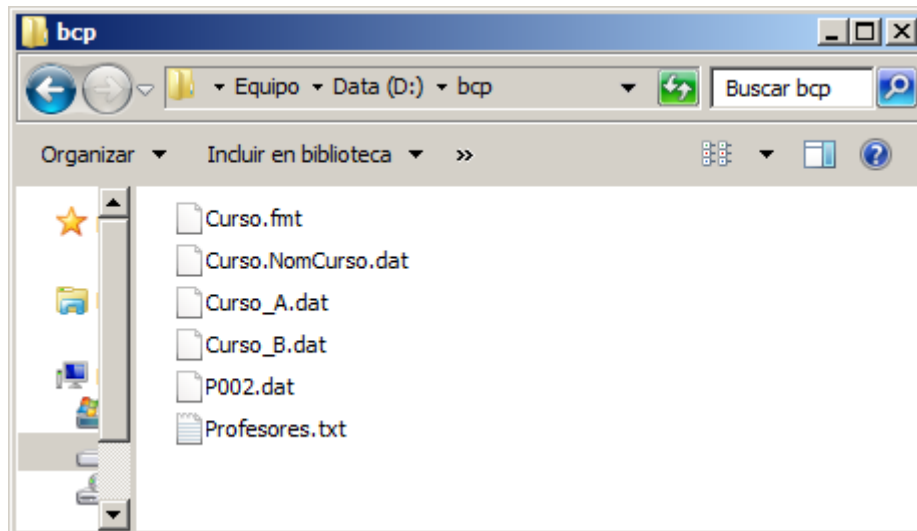 bcp
Equipo Data (D:) bcp Buscar bcp
Organizar Incluir en biblioteca »
Curso.fmt
Curso.NomCurso.dat
Curso_A.dat
Curso_B.dat
P002.dat
Profesores.txt